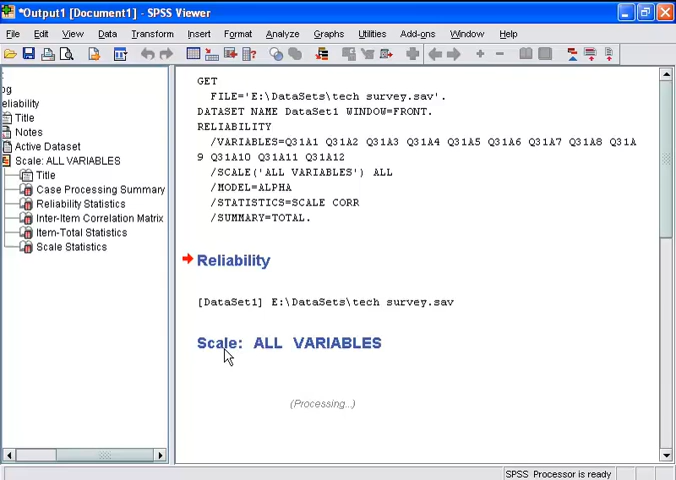 *Output1 [Document1] - SPSS Viewer
File Edit View Data Transform Insert Format Analyze Graphs Utilities Add-ons Window Help
:
og
eliability
Title
Notes
Active Dataset
Scale: ALL VARIABLES
Title
Case Processing Summary
Reliability Statistics
Inter-Item Correlation Matrix
Item-Total Statistics
Scale Statistics
GET
FILE='E:\DataSets\tech survey.sav'.
DATASET NAME DataSet1 WINDOW=FRONT.
RELIABILITY
/VARIABLES=Q31A1 Q31A2 Q31A3 Q31A4 Q31A5 Q31A6 Q31A7 Q31A8 Q31A
9 Q31A10 Q31A11 Q31A12
/SCALE('ALL VARIABLES') ALL
/MODEL=ALPHA
/STATISTICS=SCALE CORR
/SUMMARY=TOTAL.
Reliability
[DataSet1] E:\DataSets\tech survey.sav
Scale: ALL VARIABLES
(Processing...)
SPSS Processor is ready